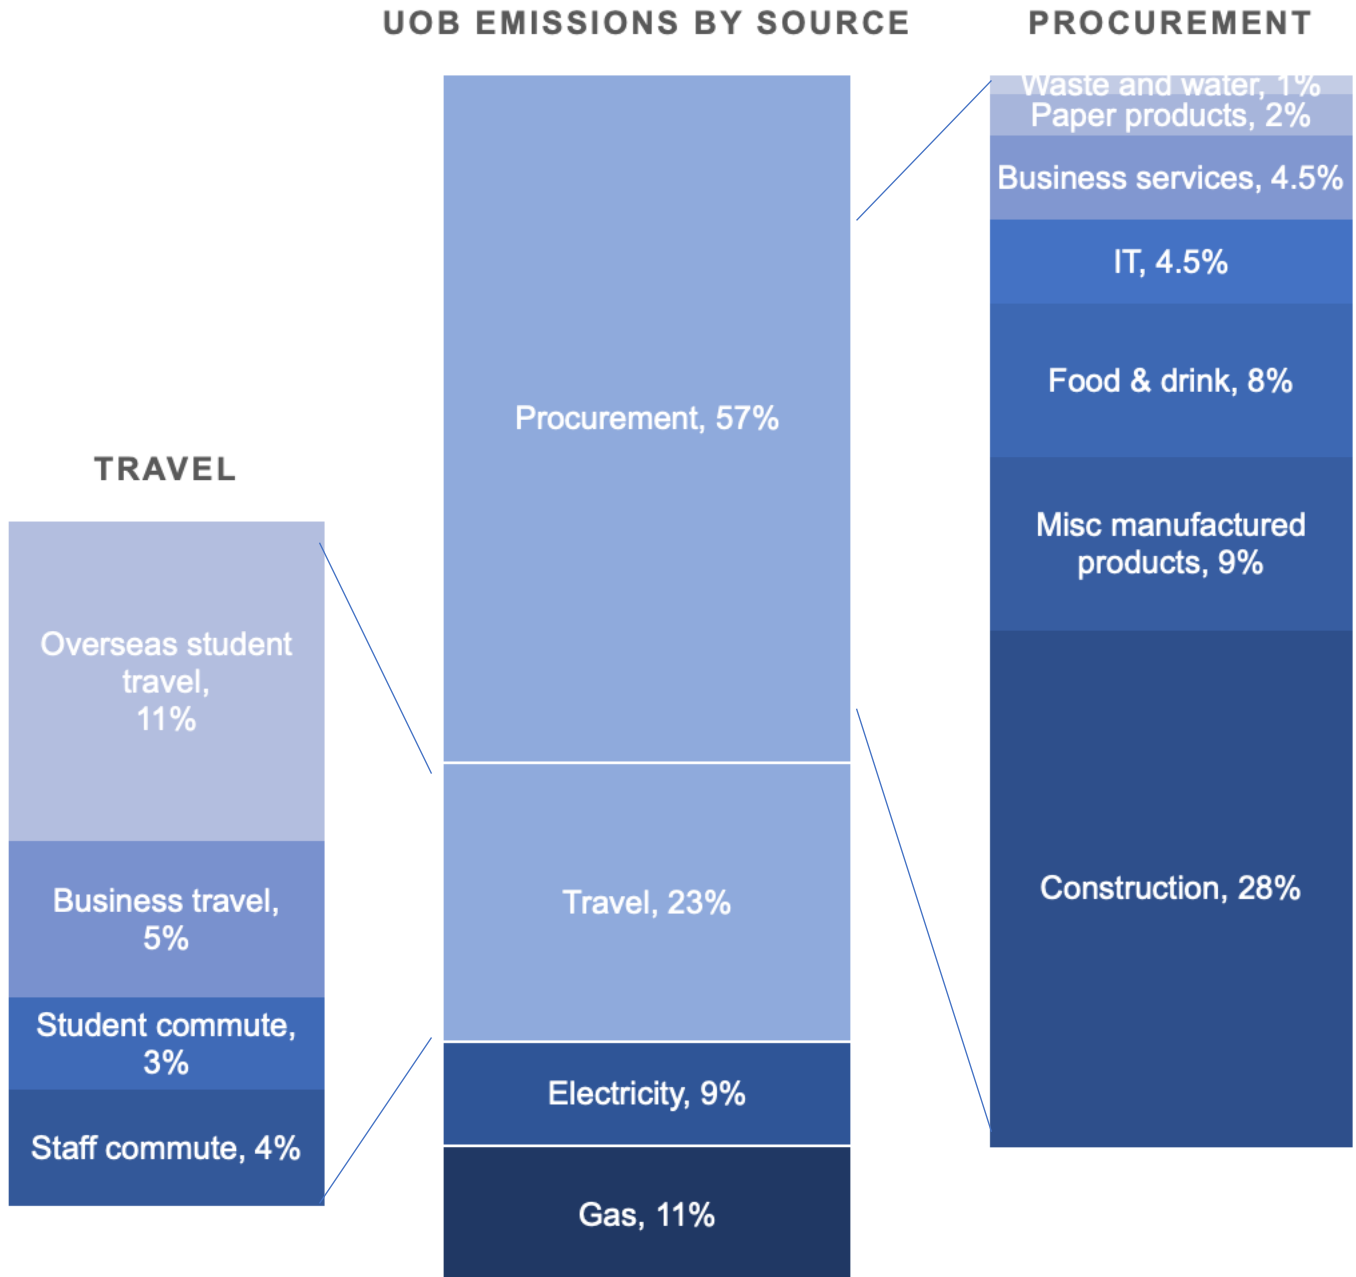 UOB EMISSIONS BY SOURCE
PROCUREMENT
Waste and water, 1%
Paper products, 2%
Business services, 4.5%
IT, 4.5%
Food & drink, 8%
Misc manufactured
products, 9%
Construction, 28%
Procurement, 57%
Travel, 23%
Electricity, 9%
Gas, 11%
TRAVEL
Overseas student
travel,
11%
Business travel,
5%
Student commute,
3%
Staff commute, 4%